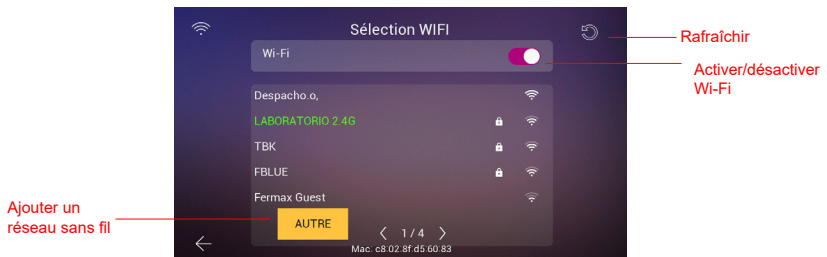 Sélection WIFI
Rafraîchir
Wi-Fi
Activer/désactiver
Wi-Fi
Despacho.o,
LABORATORIO 2.4G
TBK
FBLUE
Fermax Guest
Ajouter un
réseau sans fil
AUTRE
1/4
Mac: c8:02:8f:d5:60:83